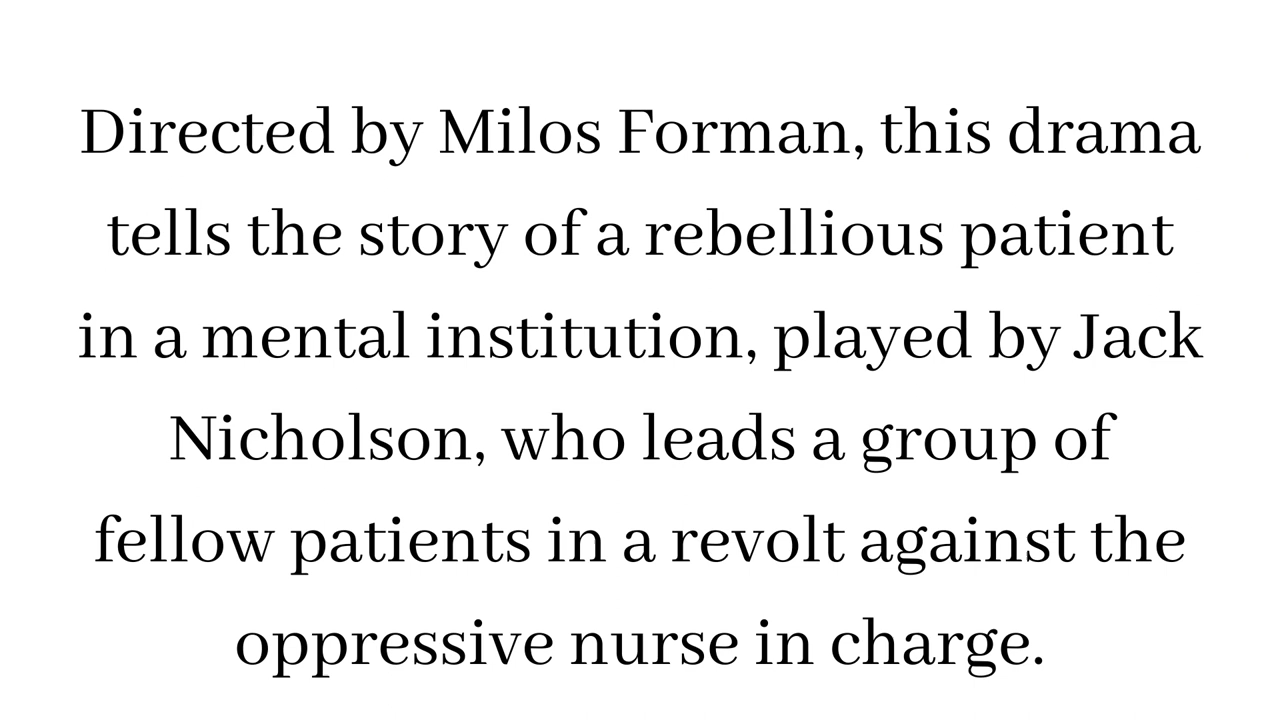 Directed by Milos Forman, this drama
tells the story of a rebellious patient
in a mental institution, played by Jack
Nicholson, who leads a group of
fellow patients in a revolt against the
oppressive nurse in charge.